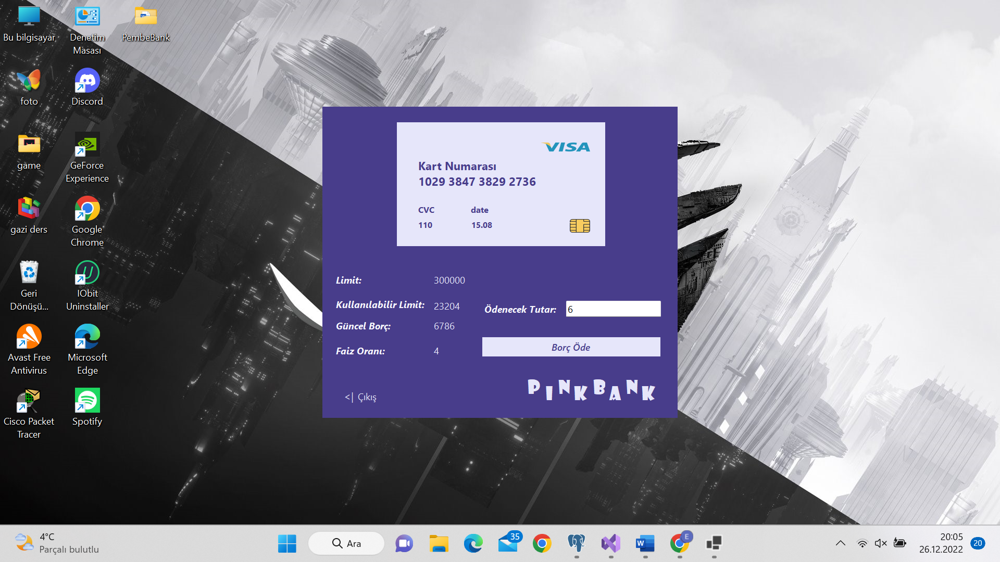 Bu bilgisayar
Denetim
Masası
PembeBank
foto
Discord
game
GeForce
Experience
gazi ders
Google
Chrome
Geri
Dönüşü...
IObit
Uninstaller
Avast Free
Antivirus
Microsoft
Edge
Cisco Packet
Tracer
Spotify
VISA
Kart Numarası
1029 3847 3829 2736
CVC
date
110
15.08
Limit:
300000
Kullanılabilir Limit:
23204
Ödenecek Tutar:
6
Güncel Borç:
6786
Borç Öde
Faiz Oranı:
4
PINKBANK
<| Çıkış
4°C
Parçalı bulutlu
Ara
35
W
E
20:05
26.12.2022
20